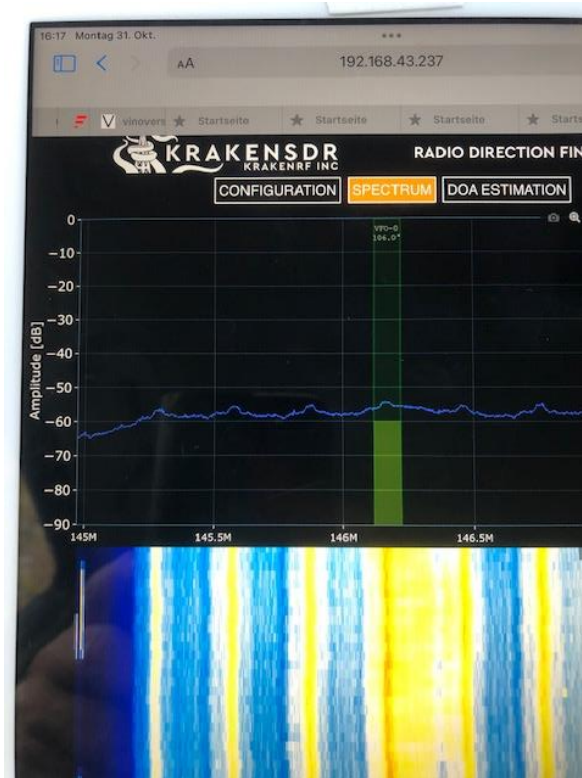 16:17 Montag 31. Okt.
AA
192.168.43.237
vinovers
Startseite
Startseite
Startseite
Starts
KRAKENSDR
KRAKENRF INC
RADIO DIRECTION FIN
CONFIGURATION
SPECTRUM
DOA ESTIMATION
VFO-0
106.0°
Amplitude [dB]
0
−10
−20
−30
−40
−50
−60
−70
−80
−90
145M
145.5M
146M
146.5M